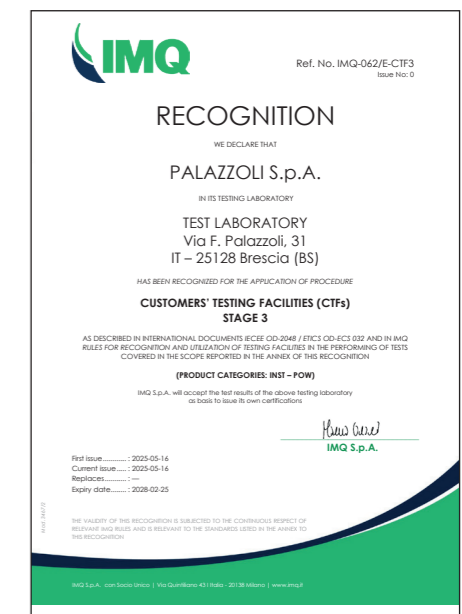 IMQ
Ref. No. IMQ-062/E-CTF3
Issue No: 0
RECOGNITION
WE DECLARE THAT
PALAZZOLI S.p.A.
IN ITS TESTING LABORATORY
TEST LABORATORY
Via F. Palazzoli, 31
IT – 25128 Brescia (BS)
HAS BEEN RECOGNIZED FOR THE APPLICATION OF PROCEDURE
CUSTOMERS' TESTING FACILITIES (CTFs)
STAGE 3
AS DESCRIBED IN INTERNATIONAL DOCUMENTS IECEE OD-2048 / ETICS OD-ECS 032 AND IN IMQ
RULES FOR RECOGNITION AND UTILIZATION OF TESTING FACILITIES IN THE PERFORMING OF TESTS
COVERED IN THE SCOPE REPORTED IN THE ANNEX OF THIS RECOGNITION
(PRODUCT CATEGORIES: INST – POW)
IMQ S.p.A. will accept the test results of the above testing laboratory
as basis to issue its own certifications
IMQ S.p.A.
First issue............ : 2025-05-16
Current issue ..... : 2025-05-16
Replaces........... : —
Expiry date........ : 2028-02-25
THE VALIDITY OF THIS RECOGNITION IS SUBJECTED TO THE CONTINUOUS RESPECT OF
RELEVANT IMQ RULES AND IS RELEVANT TO THE STANDARDS LISTED IN THE ANNEX TO
THIS RECOGNITION
IMQ S.p.A. con Socio Unico | Via Quintiliano 43 I Italia - 20138 Milano | www.imq.it